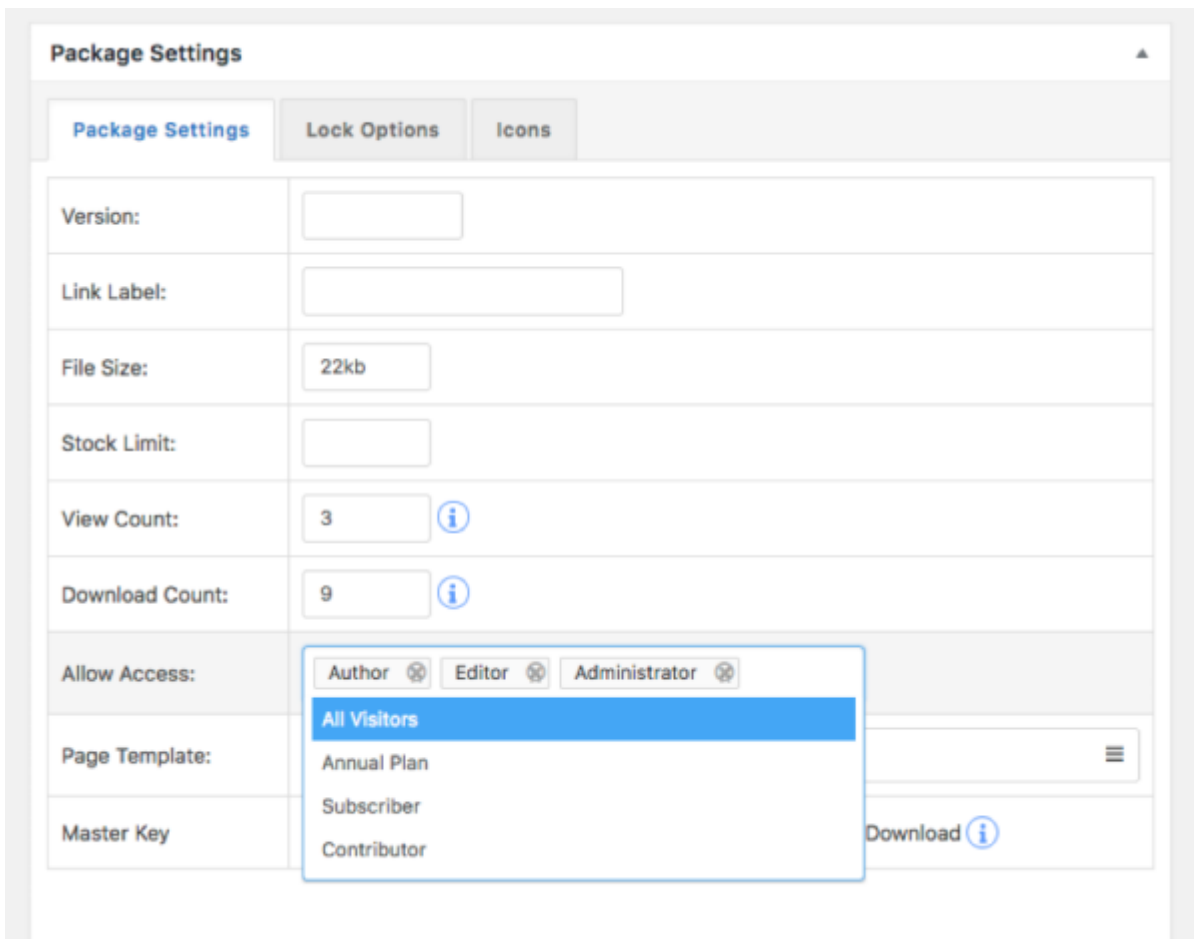 Package Settings
Package Settings Lock Options Icons
Version:
Link Label:
File Size: 22kb
Stock Limit:
View Count: 3
Download Count: 9
Allow Access: Author Editor Administrator
All Visitors
Page Template:
Annual Plan
Subscriber
Master Key Download
Contributor